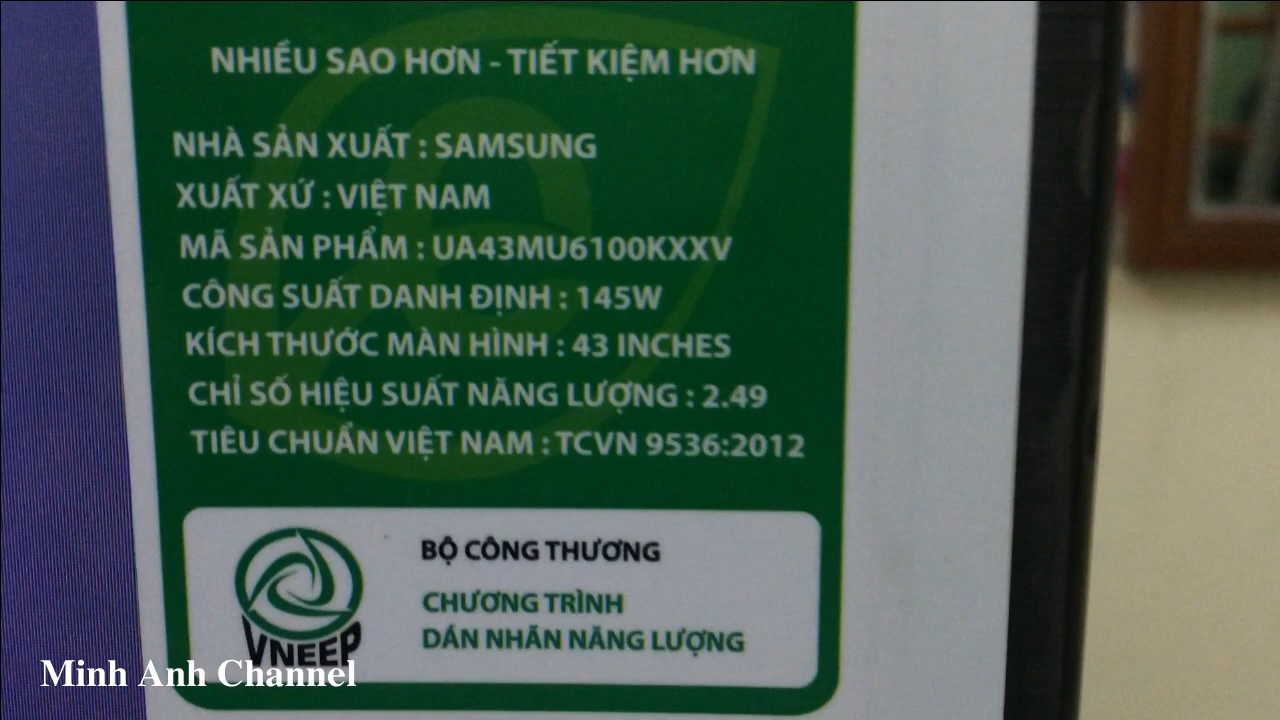 NHIỀU SAO HƠN - TIẾT KIỆM HƠN
NHÀ SẢN XUẤT : SAMSUNG
XUẤT XỨ : VIỆT NAM
MÃ SẢN PHẨM : UA43MU6100KXXV
CÔNG SUẤT DANH ĐỊNH : 145W
KÍCH THƯỚC MÀN HÌNH : 43 INCHES
CHỈ SỐ HIỆU SUẤT NĂNG LƯỢNG : 2.49
TIÊU CHUẨN VIỆT NAM : TCVN 9536:2012
BỘ CÔNG THƯƠNG
CHƯƠNG TRÌNH
DÁN NHÃN NĂNG LƯỢNG
VNEEP
Minh Anh Channel